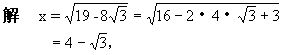 解 x = √(19 - 8√3) = √(16 − 2 • 4 • √3 + 3)
= 4 − √3,